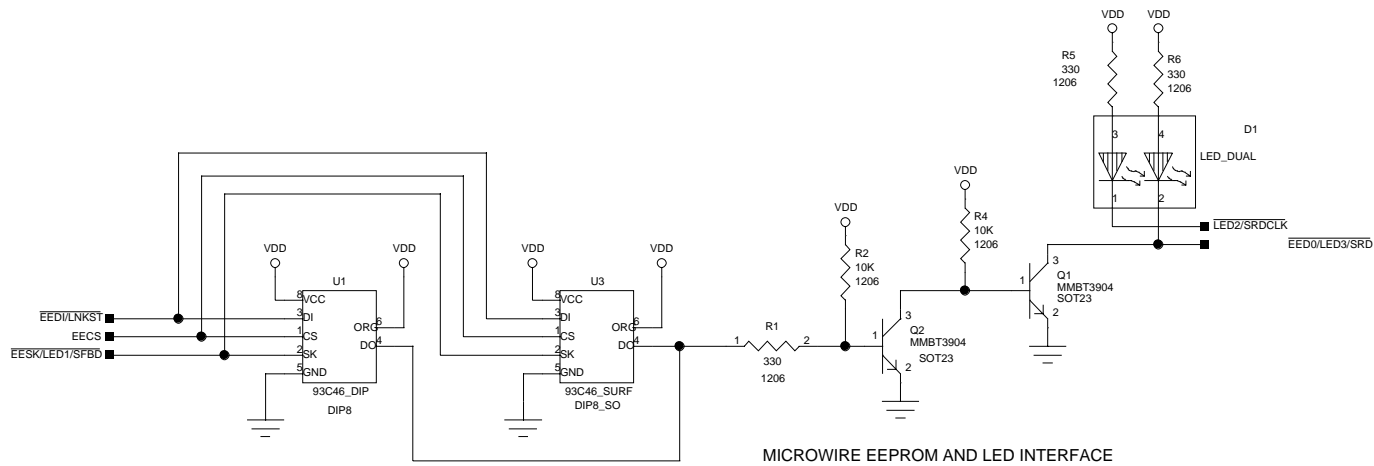 VDD VDD
R5 R6
330 330
1206 1206
3 4 D1
LED_DUAL
1 2
LED2/SRDCLK
EED0/LED3/SRD
VDD
R4
10K
1206
VDD
R2
10K
1206
3
1 Q1
MMBT3904
SOT23
2
VDD VDD VDD VDD
U1 U3
8 VCC 8 VCC
EEDI/LNKST 3 DI 3 DI
ORG 6 ORG 6
EECS 1 CS 1 CS
DO 4 DO 4
EESK/LED1/SFBD 2 SK 2 SK
5 GND 5 GND
93C46_DIP 93C46_SURF
DIP8 DIP8_SO
R1
1 2
330
1206
3
1 Q2
MMBT3904
SOT23
2
MICROWIRE EEPROM AND LED INTERFACE